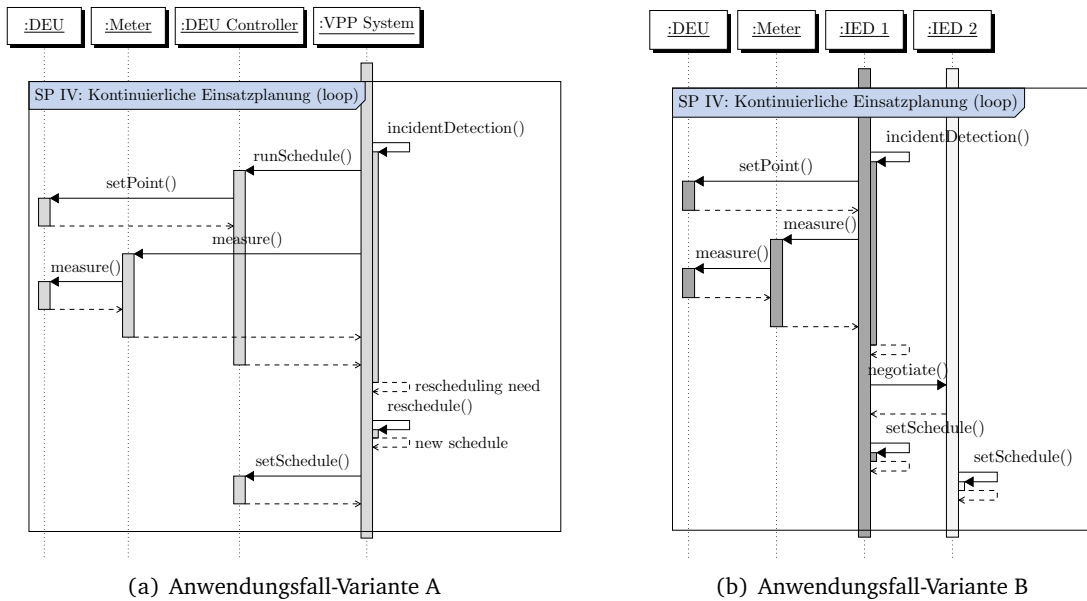 :DEU
:Meter
:DEU Controller
:VPP System
SP IV: Kontinuierliche Einsatzplanung (loop)
incidentDetection()
runSchedule()
setPoint()
measure()
measure()
rescheduling need
reschedule()
new schedule
setSchedule()
(a) Anwendungsfall-Variante A
:DEU
:Meter
:IED 1
:IED 2
SP IV: Kontinuierliche Einsatzplanung (loop)
incidentDetection()
setPoint()
measure()
measure()
negotiate()
setSchedule()
setSchedule()
(b) Anwendungsfall-Variante B